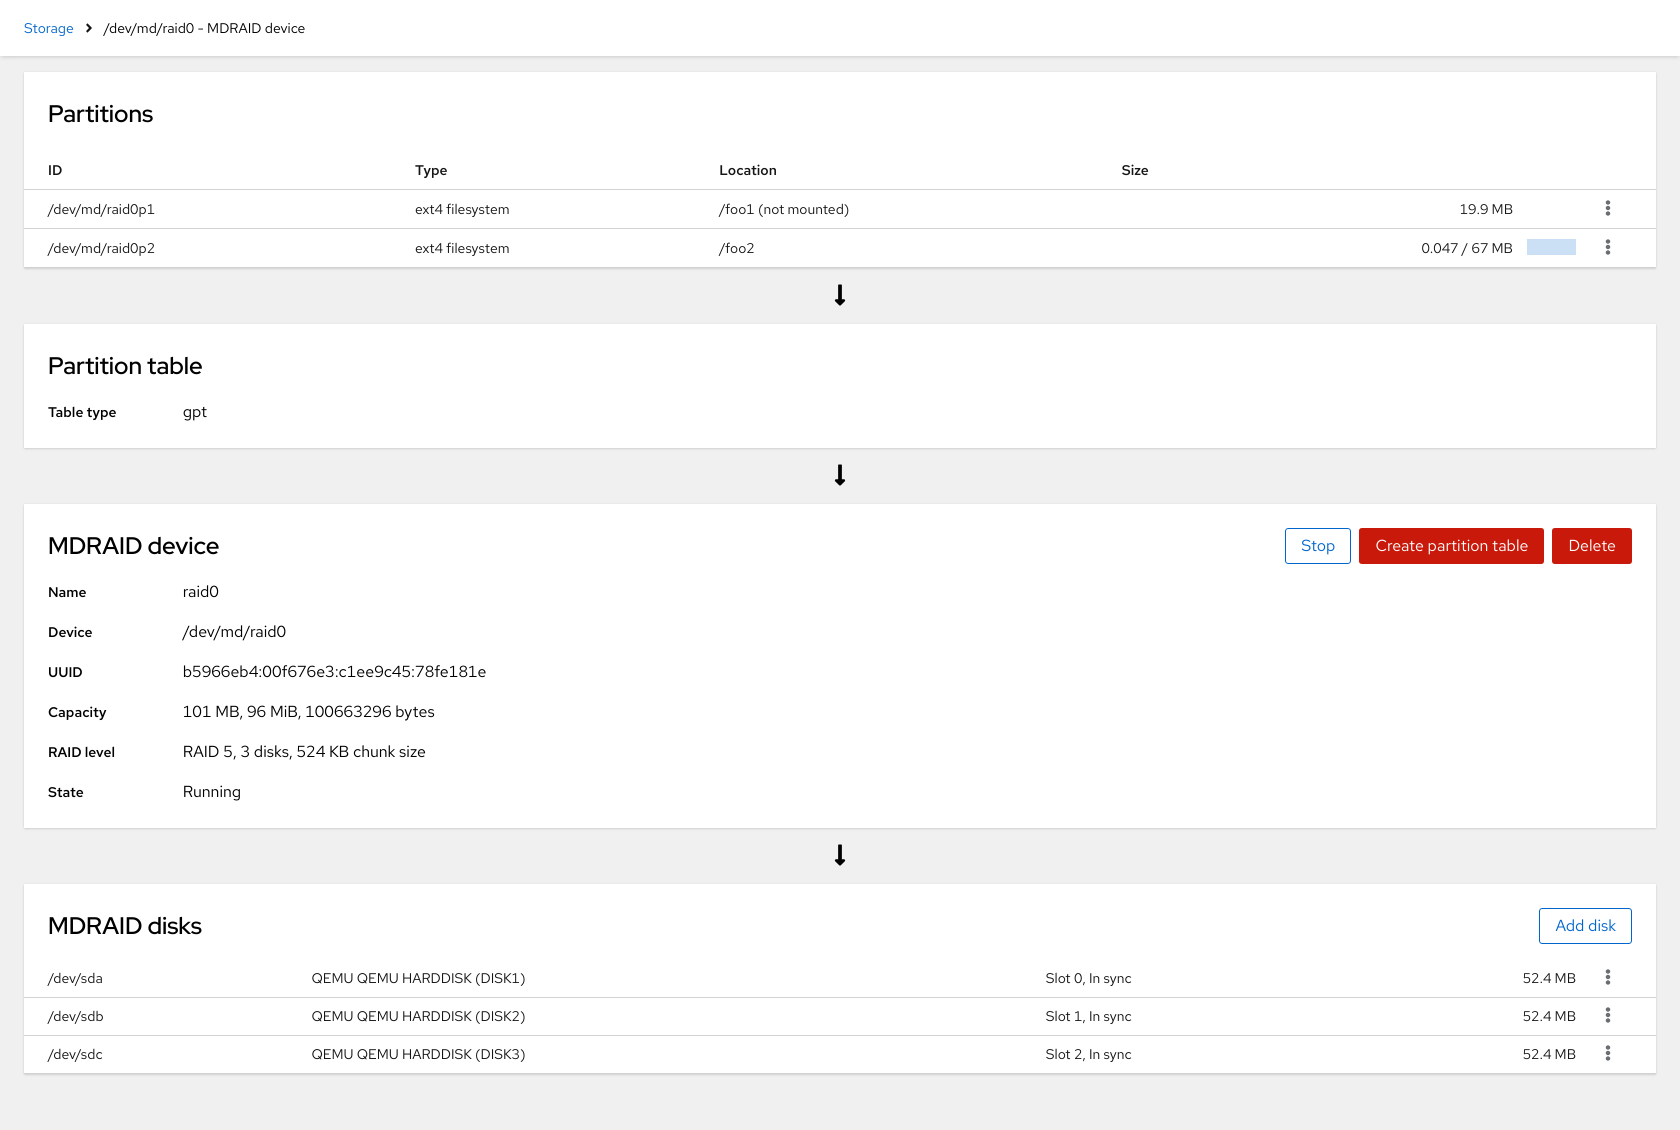 Storage > /dev/md/raid0 - MDRAID device
Partitions
ID Type Location Size
/dev/md/raid0p1 ext4 filesystem /foo1 (not mounted) 19.9 MB
/dev/md/raid0p2 ext4 filesystem /foo2 0.047 / 67 MB
Partition table
Table type gpt
MDRAID device Stop Create partition table Delete
Name raid0
Device /dev/md/raid0
UUID b5966eb4:00f676e3:c1ee9c45:78fe181e
Capacity 101 MB, 96 MiB, 100663296 bytes
RAID level RAID 5, 3 disks, 524 KB chunk size
State Running
MDRAID disks Add disk
/dev/sda QEMU QEMU HARDDISK (DISK1) Slot 0, In sync 52.4 MB
/dev/sdb QEMU QEMU HARDDISK (DISK2) Slot 1, In sync 52.4 MB
/dev/sdc QEMU QEMU HARDDISK (DISK3) Slot 2, In sync 52.4 MB